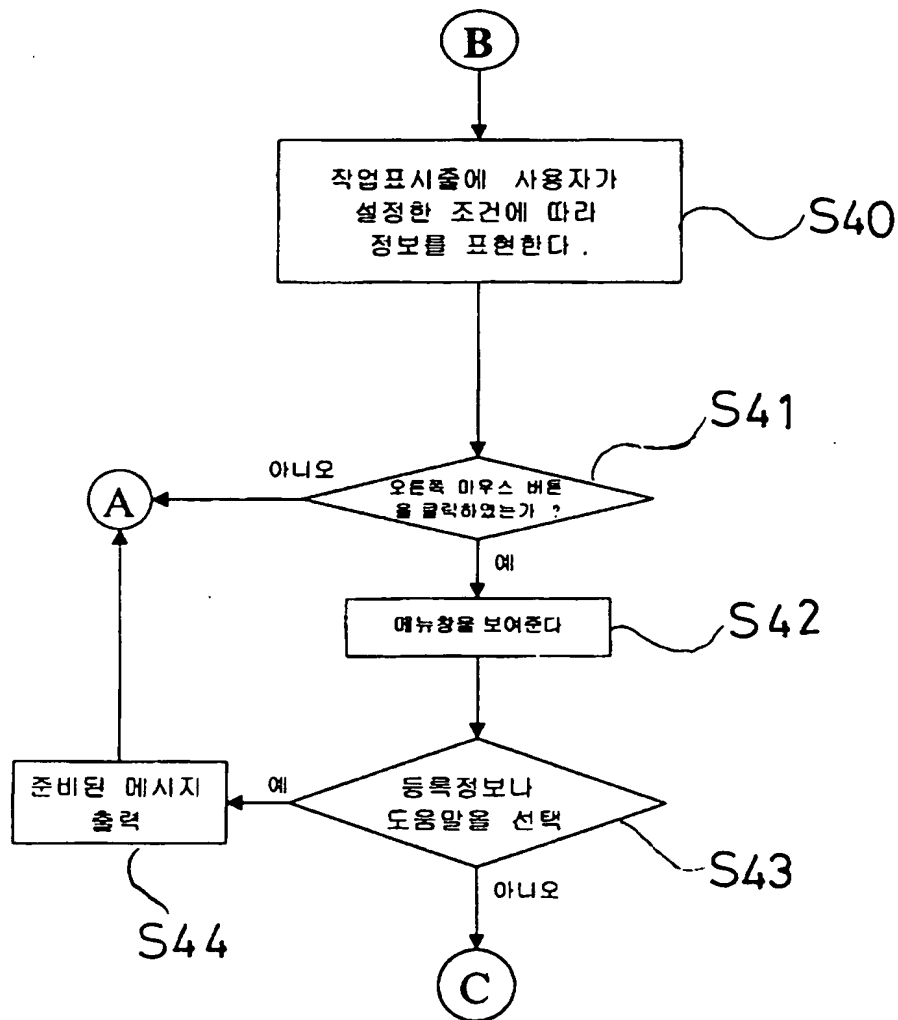 B
작업표시줄에 사용자가
설정한 조건에 따라
정보를 표현한다.
S40
S41
아니오
오른쪽 마우스 버튼
을 클릭하였는가 ?
A
예
메뉴창을 보여준다
S42
준비된 메시지
출력
예
등록정보나
도움말을 선택
S43
아니오
S44
C